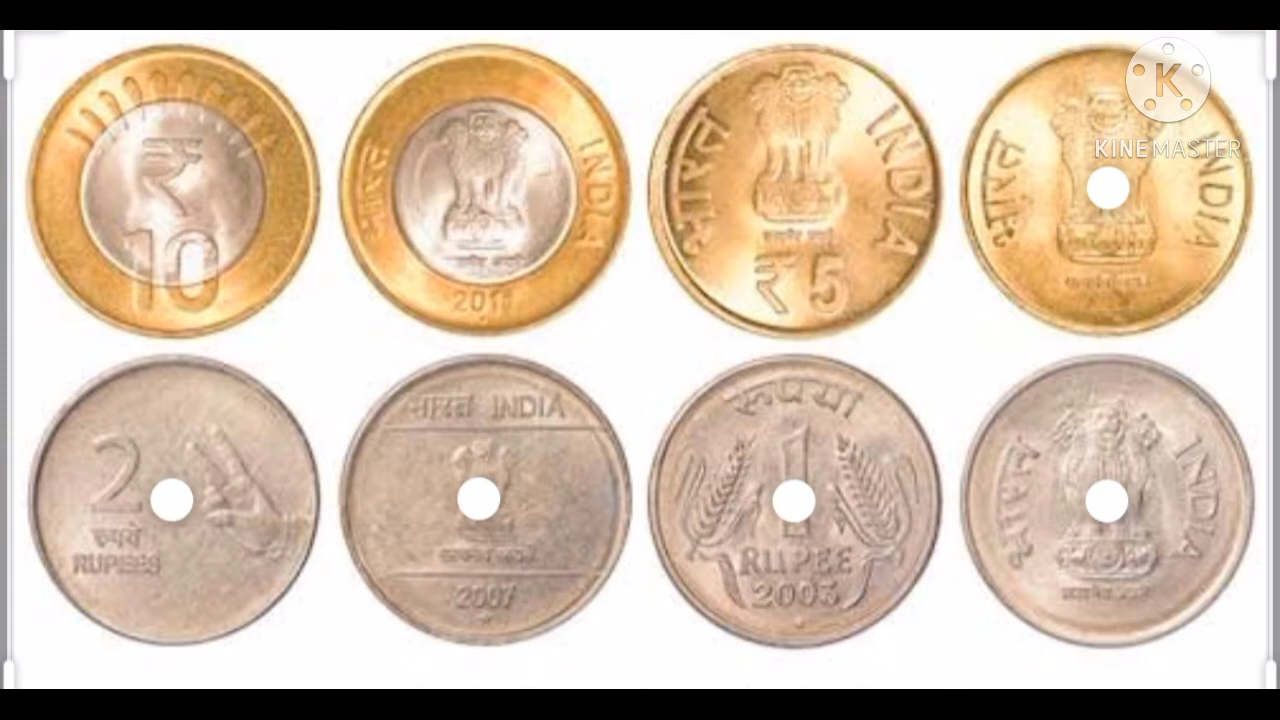 ₹
10
भारत
INDIA
भारत
INDIA
₹ 5
भारत
INDIA
K
KINEMASTER
2
रुपये
RUPEES
भारत INDIA
2007
रूपया
1
RUPEE
2003
भारत
INDIA